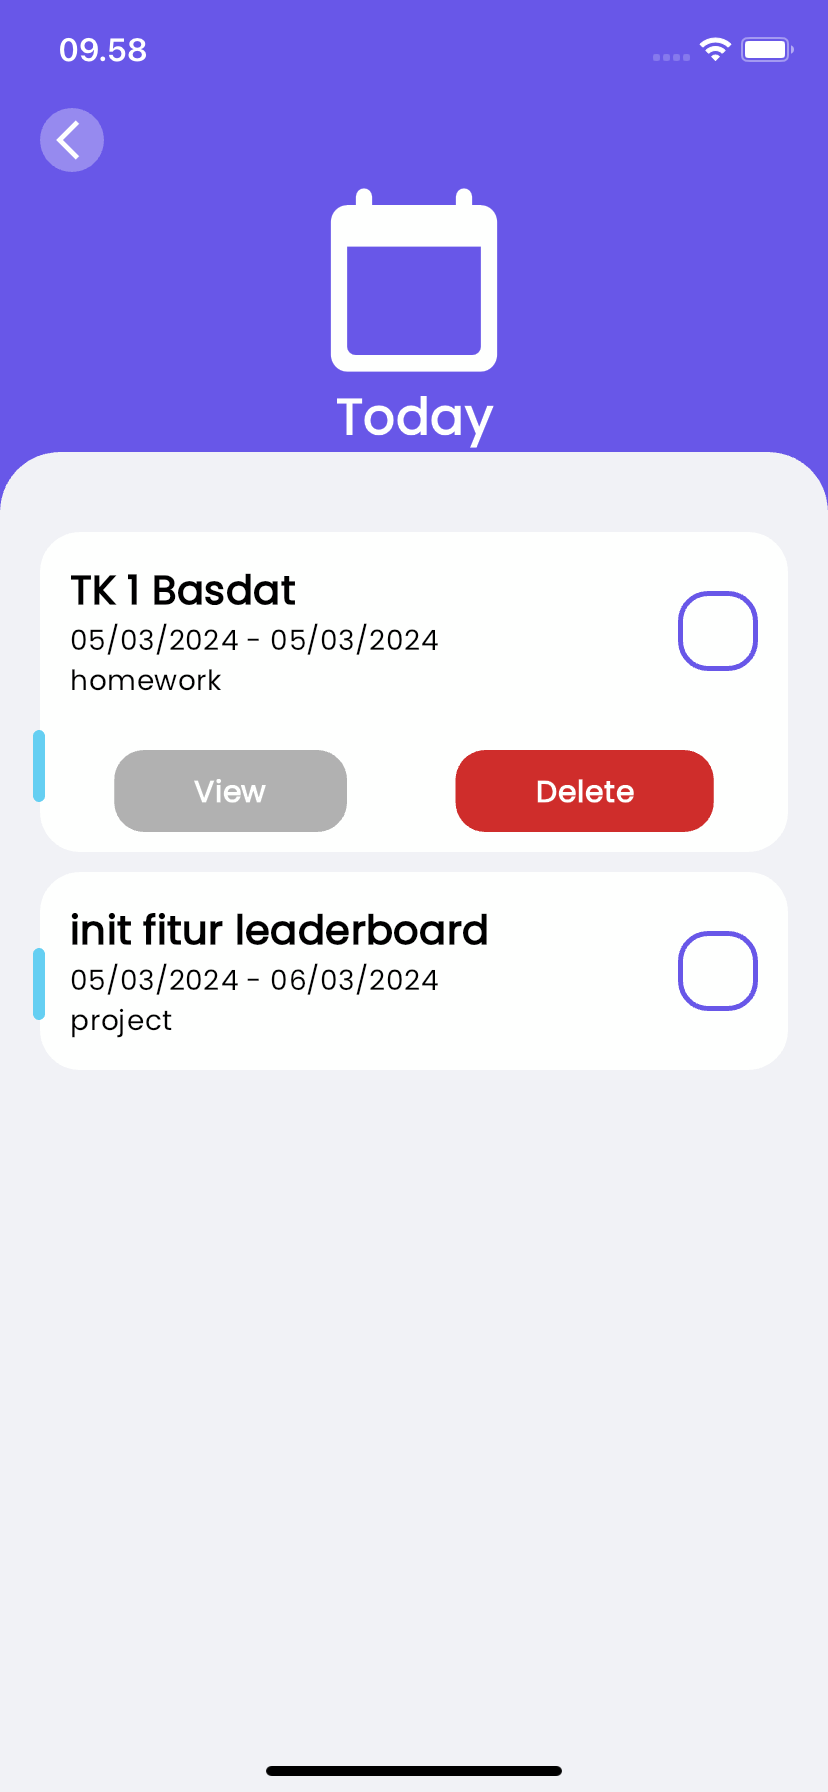 09.58
Today
TK 1 Basdat
05/03/2024 - 05/03/2024
homework
View
Delete
init fitur leaderboard
05/03/2024 - 06/03/2024
project